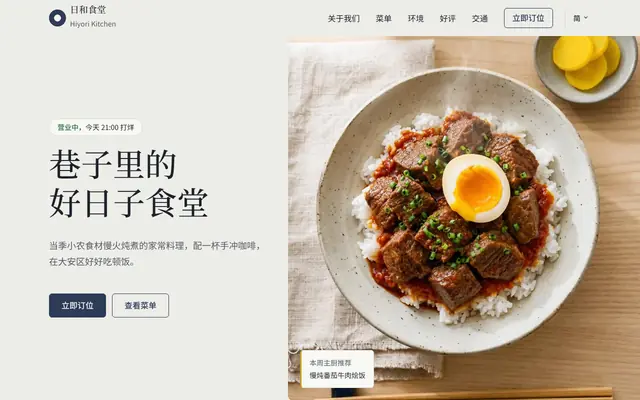 日和食堂
Hiyori Kitchen
关于我们
菜单
环境
好评
交通
立即订位
简
营业中，今天 21:00 打烊
巷子里的
好日子食堂
当季小农食材慢火炖煮的家常料理，配一杯手冲咖啡，
在大安区好好吃顿饭。
立即订位
查看菜单
本周主厨推荐
慢炖番茄牛肉烩饭